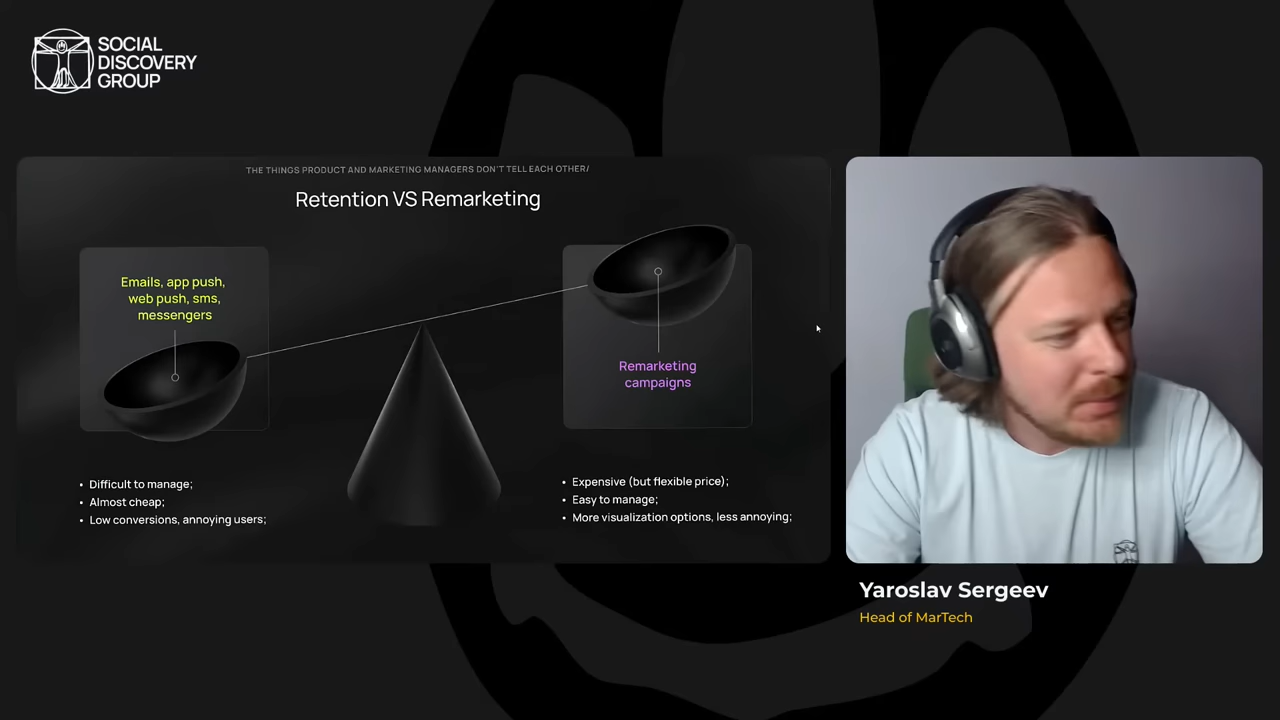 SOCIAL
DISCOVERY
GROUP
THE THINGS PRODUCT AND MARKETING MANAGERS DON'T TELL EACH OTHER/
Retention VS Remarketing
Emails, app push,
web push, sms,
messengers
Remarketing
campaigns
• Difficult to manage;
• Almost cheap;
• Low conversions, annoying users;
• Expensive (but flexible price);
• Easy to manage;
• More visualization options, less annoying;
Yaroslav Sergeev
Head of MarTech